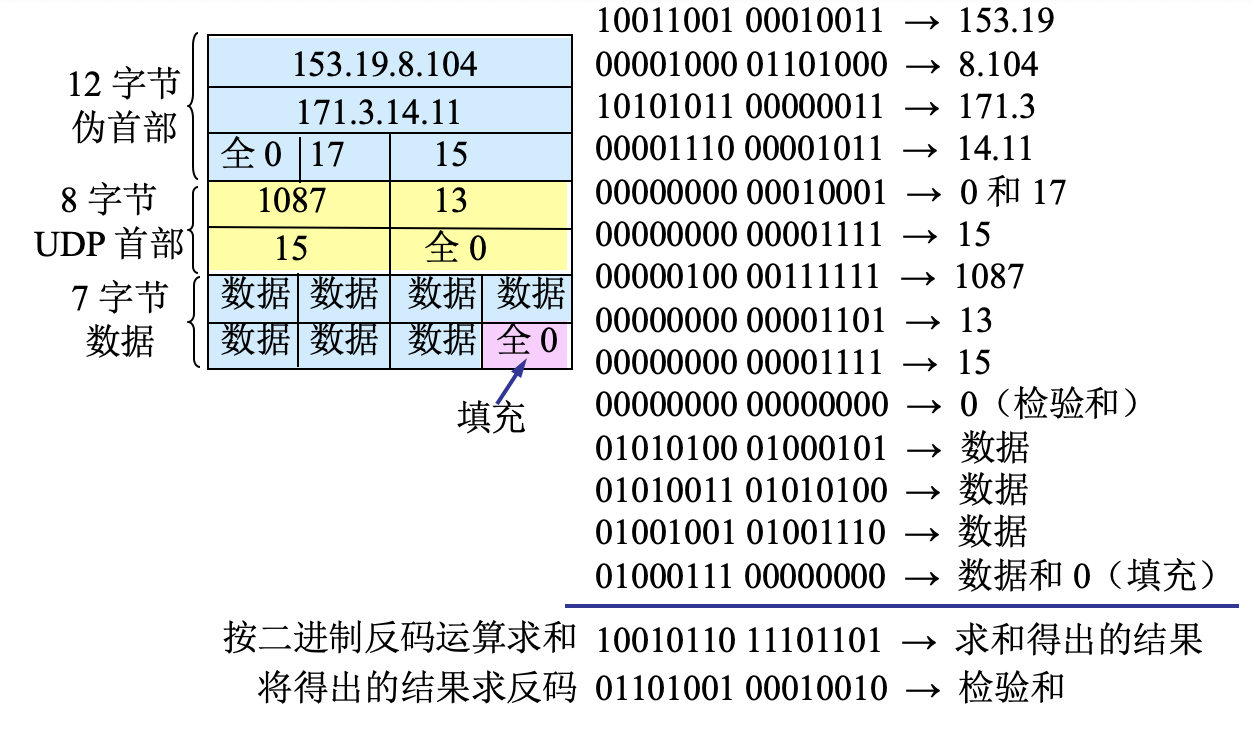 12 字节
伪首部
153.19.8.104
171.3.14.11
全 0 17 15
8 字节
UDP 首部
1087 13
15 全 0
7 字节
数据
数据 数据 数据 数据
数据 数据 数据 全 0
填充
10011001 00010011 → 153.19
00001000 01101000 → 8.104
10101011 00000011 → 171.3
00001110 00001011 → 14.11
00000000 00010001 → 0 和 17
00000000 00001111 → 15
00000100 00111111 → 1087
00000000 00001101 → 13
00000000 00001111 → 15
00000000 00000000 → 0（检验和）
01010100 01000101 → 数据
01010011 01010100 → 数据
01001001 01001110 → 数据
01000111 00000000 → 数据和 0（填充）
按二进制反码运算求和 10010110 11101101 → 求和得出的结果
将得出的结果求反码 01101001 00010010 → 检验和